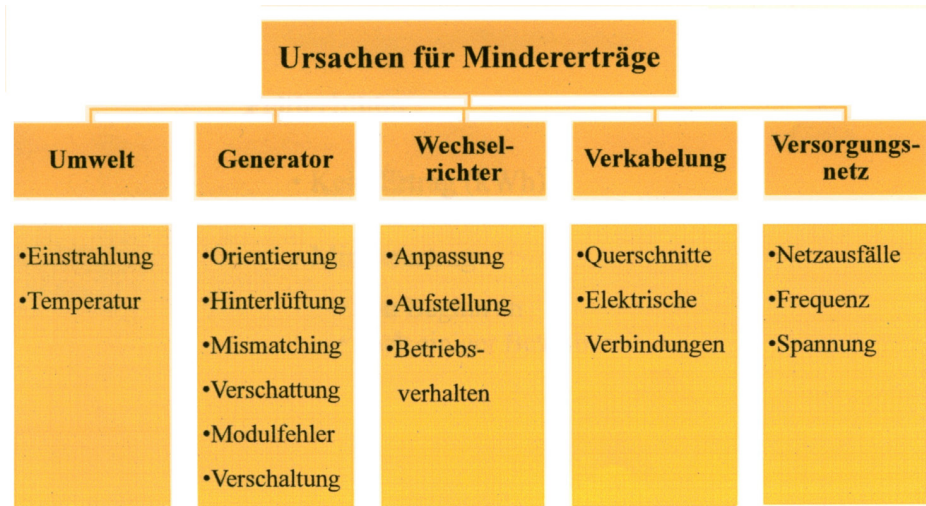 Ursachen für Mindererträge
Umwelt
•Einstrahlung
•Temperatur
Generator
•Orientierung
•Hinterlüftung
•Mismatching
•Verschattung
•Modulfehler
•Verschaltung
Wechsel-
richter
•Anpassung
•Aufstellung
•Betriebs-
verhalten
Verkabelung
•Querschnitte
•Elektrische
Verbindungen
Versorgungs-
netz
•Netzausfälle
•Frequenz
•Spannung